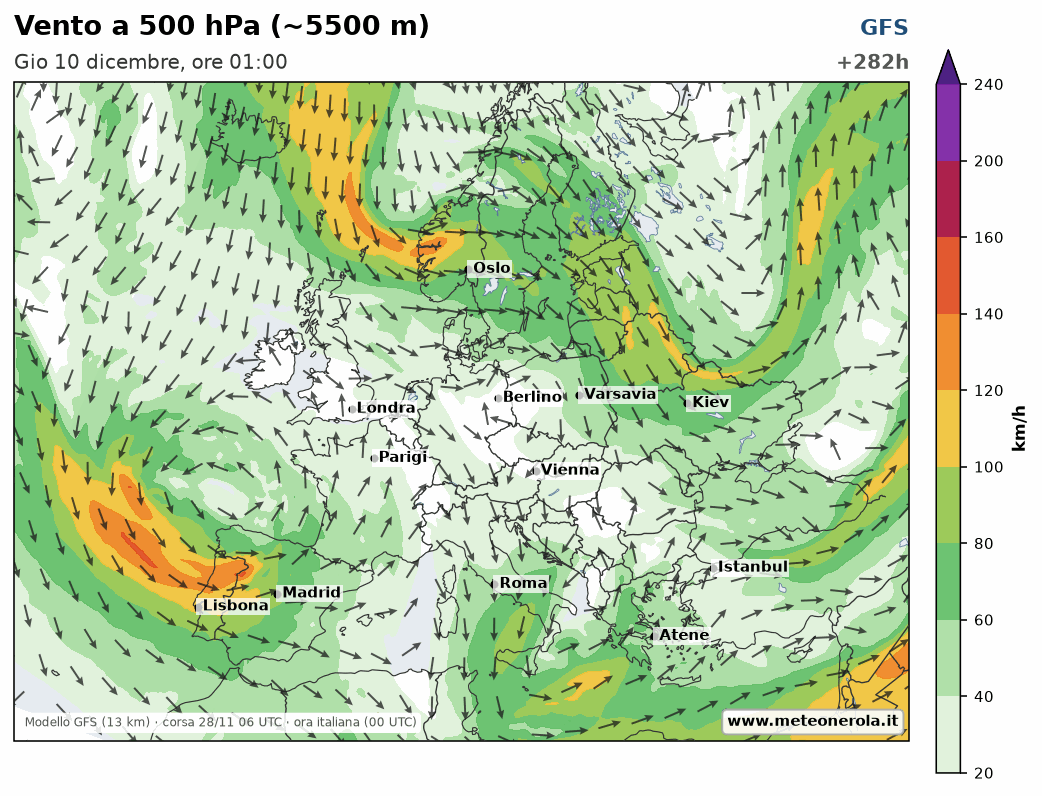 Vento a 500 hPa (~5500 m)
GFS
Gio 10 dicembre, ore 01:00
+282h
240
200
160
140
120
100
80
60
40
20
km/h
Oslo
Berlino
Varsavia
Kiev
Londra
Parigi
Vienna
Istanbul
Roma
Madrid
Lisbona
Atene
Modello GFS (13 km) · corsa 28/11 06 UTC · ora italiana (00 UTC)
www.meteonerola.it